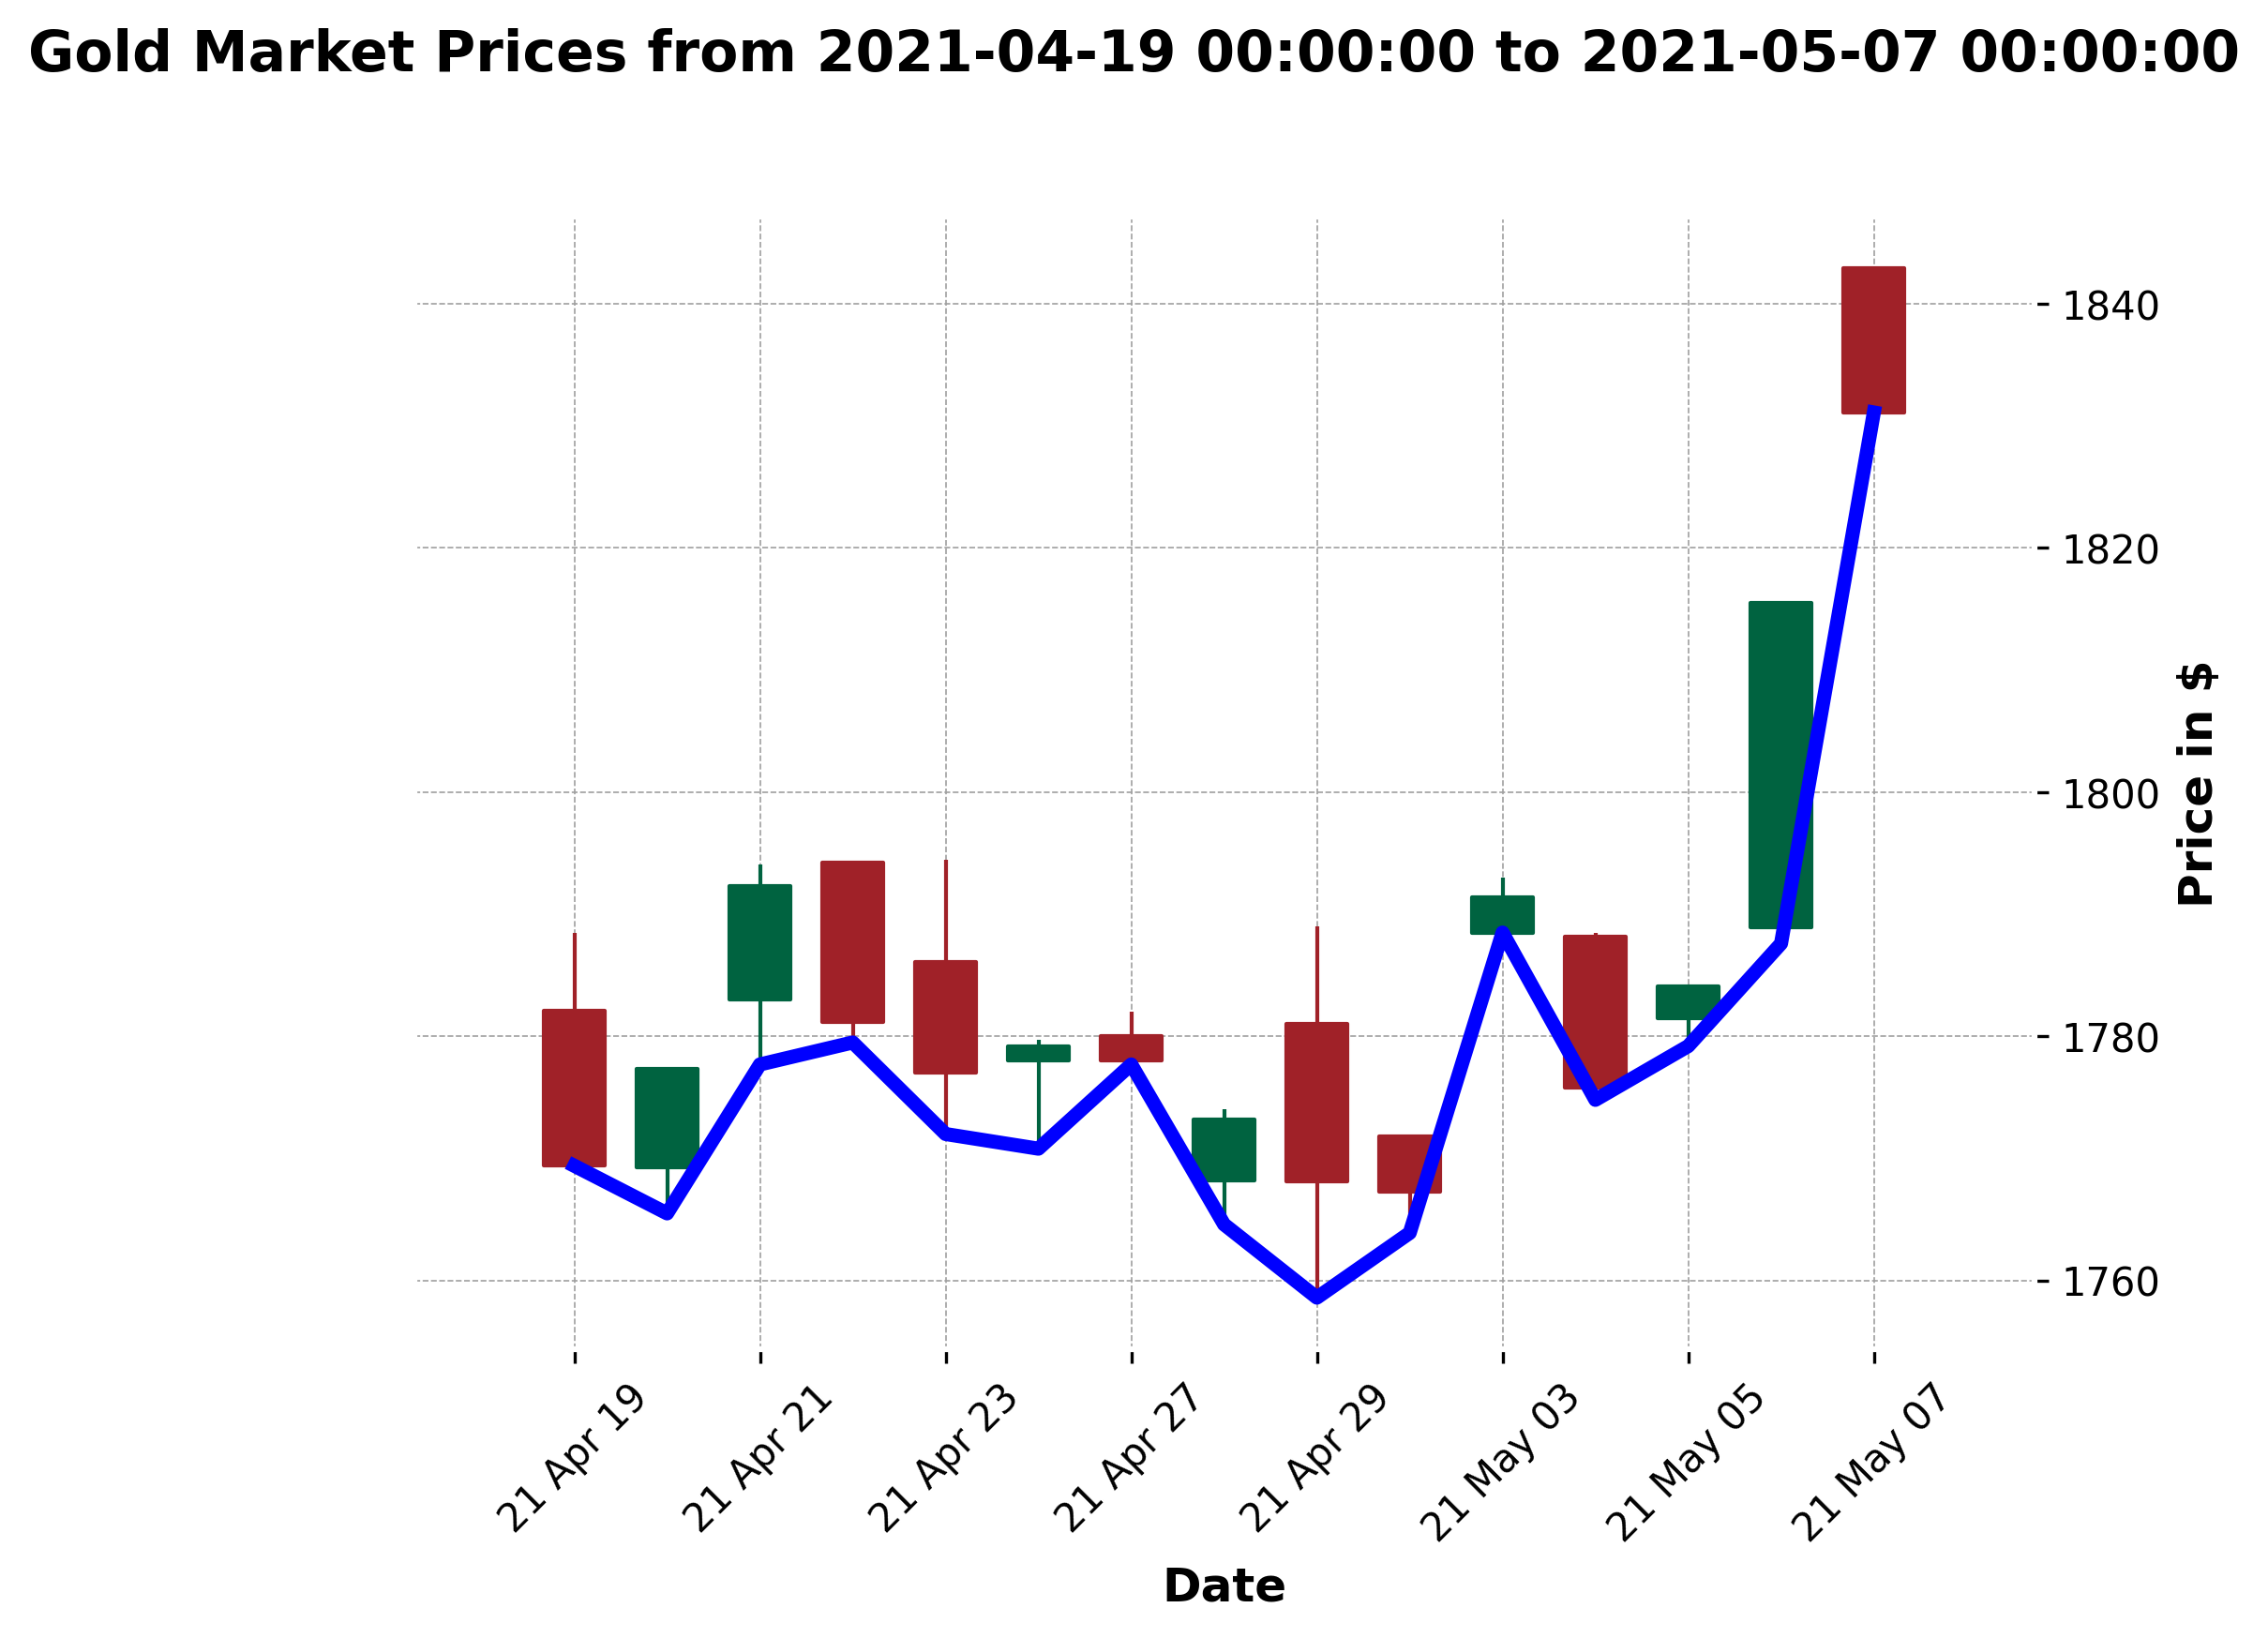 Gold Market Prices from 2021-04-19 00:00:00 to 2021-05-07 00:00:00
1840
1820
1800
1780
1760
Price in $
21 Apr 19
21 Apr 21
21 Apr 23
21 Apr 27
21 Apr 29
21 May 03
21 May 05
21 May 07
Date